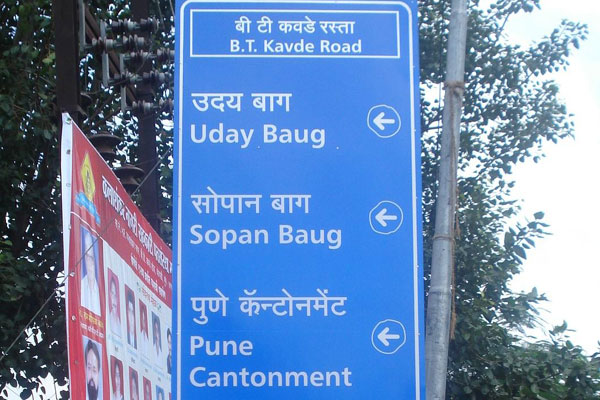 बी टी कवडे रस्ता
B.T. Kavde Road
उदय बाग
Uday Baug
सोपान बाग
Sopan Baug
पुणे कॅन्टोनमेंट
Pune
Cantonment